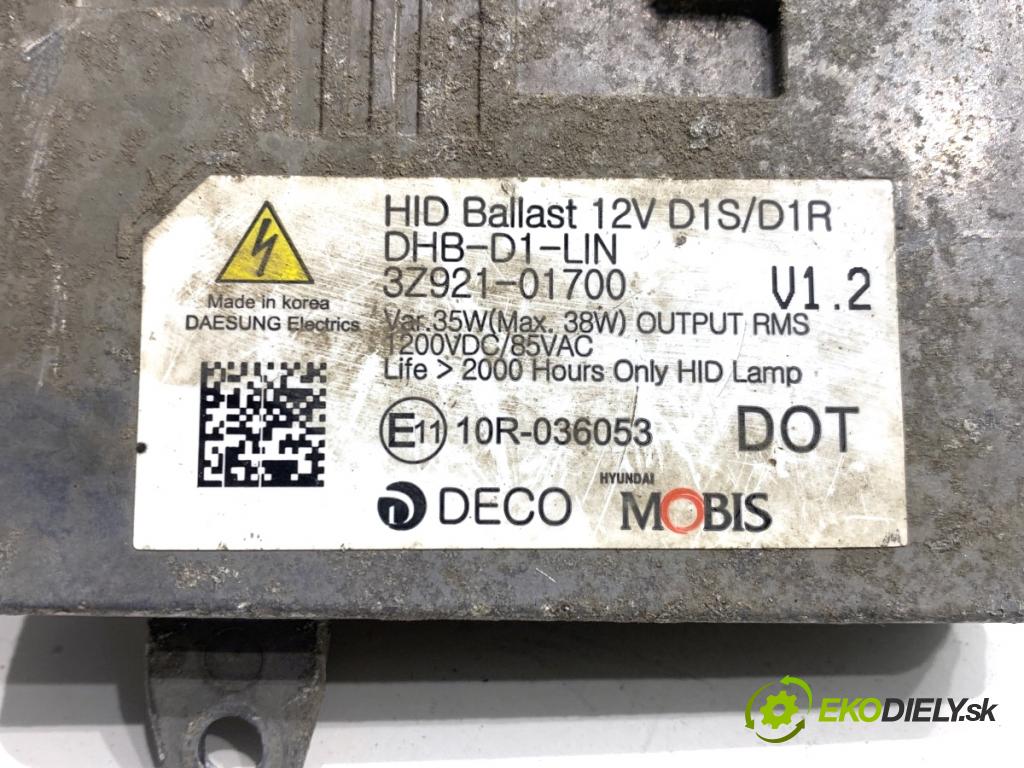 HID Ballast 12V D1S/D1R
DHB-D1-LIN
3Z921-01700
V1.2
Made in korea
DAESUNG Electrics
Var.35W(Max. 38W) OUTPUT RMS
1200VDC/85VAC
Life > 2000 Hours Only HID Lamp
E11 10R-036053
DOT
DECO
HYUNDAI
MOBIS
EKODIELY.sk